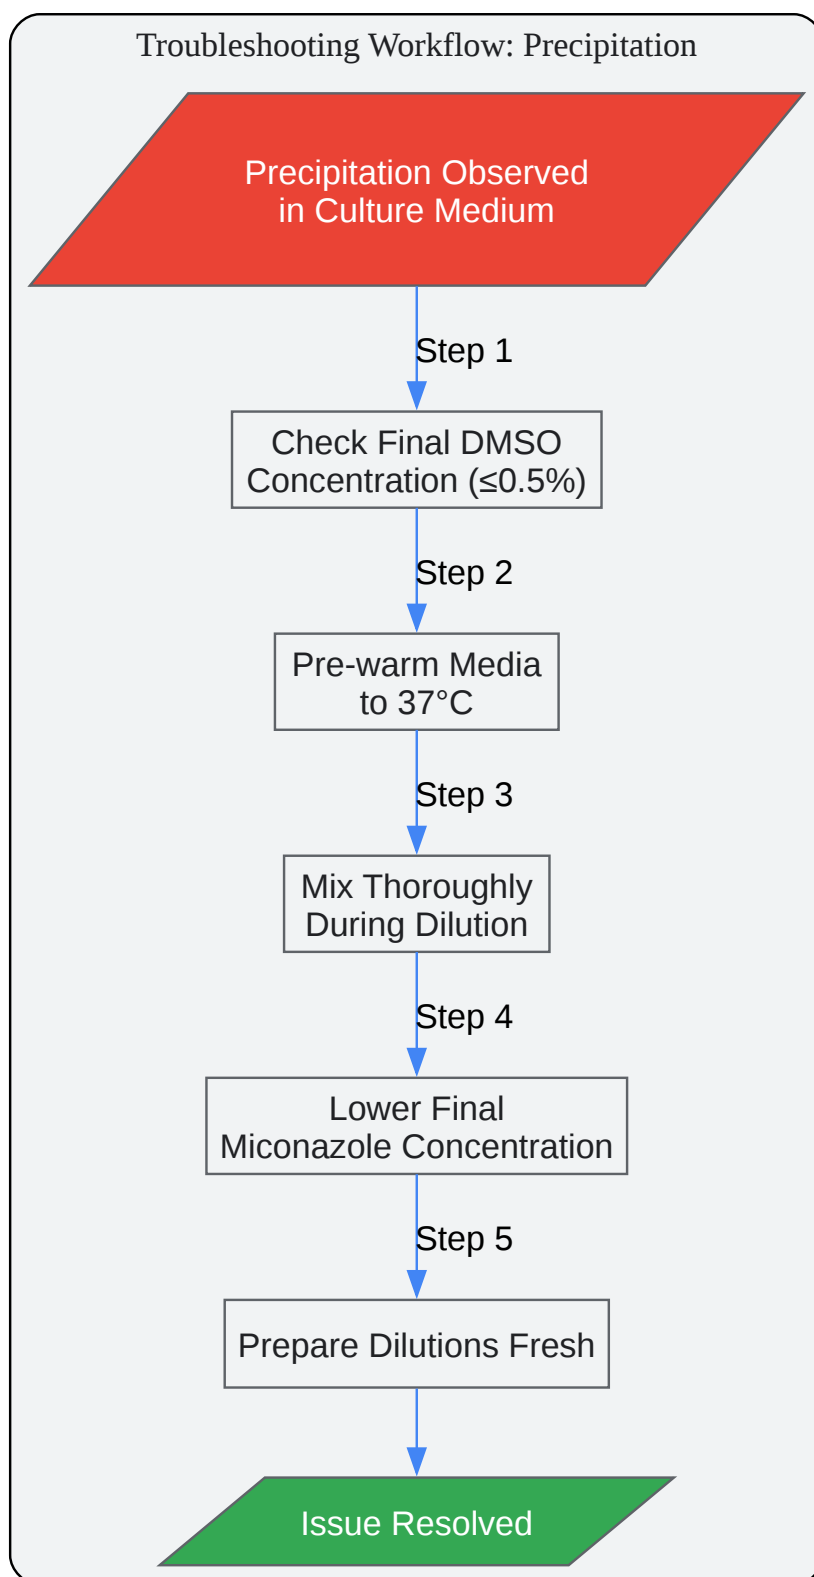 Troubleshooting Workflow: Precipitation
Precipitation Observed
in Culture Medium
Step 1
Check Final DMSO
Concentration (≤0.5%)
Step 2
Pre-warm Media
to 37°C
Step 3
Mix Thoroughly
During Dilution
Step 4
Lower Final
Miconazole Concentration
Step 5
Prepare Dilutions Fresh
Issue Resolved